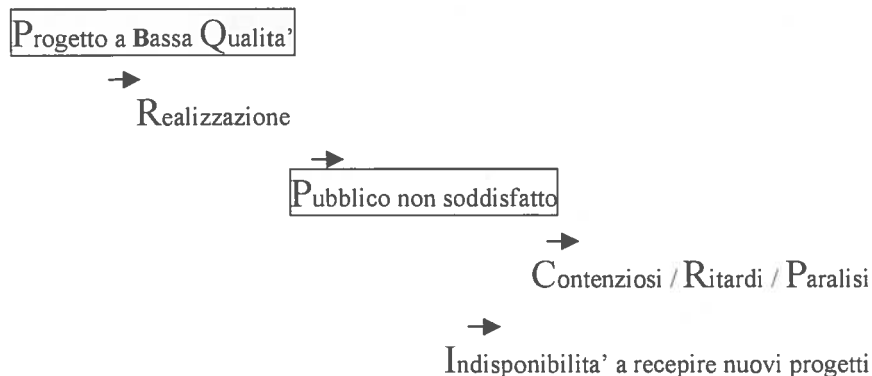 Progetto a Bassa Qualita'
Realizzazione
Pubblico non soddisfatto
Contenziosi / Ritardi / Paralisi
Indisponibilita' a recepire nuovi progetti